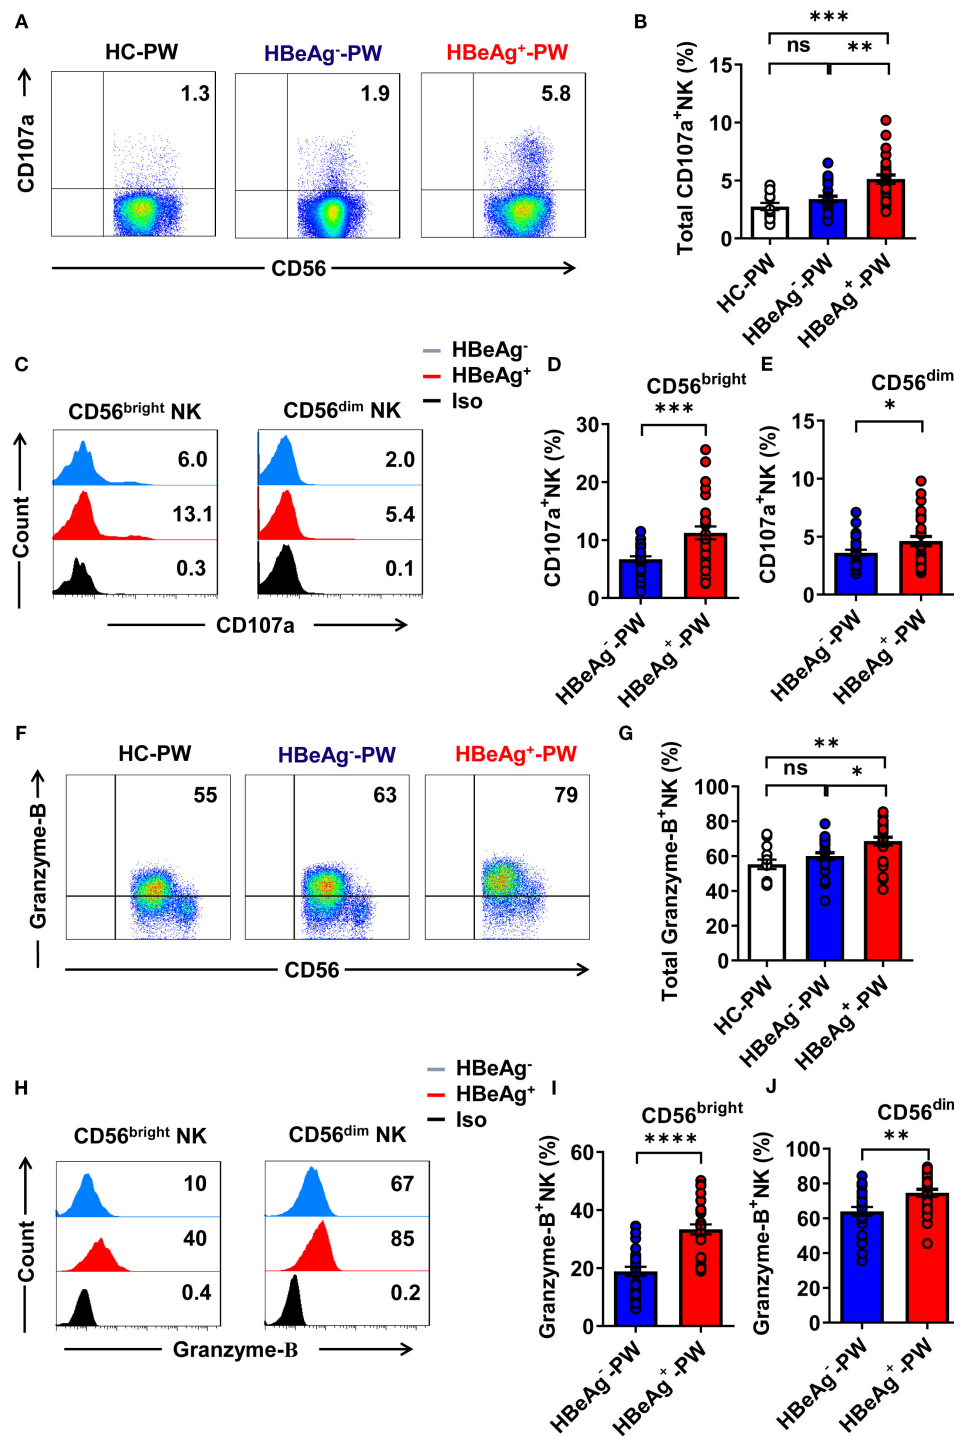 A
HC-PW
HBeAg⁻-PW
HBeAg⁺-PW
CD107a
1.3
1.9
5.8
CD56
B
***
ns
**
Total CD107a⁺NK (%)
15
10
5
0
HC-PW
HBeAg⁻-PW
HBeAg⁺-PW
C
HBeAg⁻
HBeAg⁺
Iso
CD56bright NK
CD56dim NK
Count
6.0
2.0
13.1
5.4
0.3
0.1
CD107a
D
CD56bright
***
CD107a⁺NK (%)
30
20
10
0
HBeAg⁻-PW
HBeAg⁺-PW
E
CD56dim
*
CD107a⁺NK (%)
15
10
5
0
HBeAg⁻-PW
HBeAg⁺-PW
F
HC-PW
HBeAg⁻-PW
HBeAg⁺-PW
Granzyme-B
55
63
79
CD56
G
**
ns
*
Total Granzyme-B⁺NK (%)
100
80
60
40
20
0
HC-PW
HBeAg⁻-PW
HBeAg⁺-PW
H
HBeAg⁻
HBeAg⁺
Iso
CD56bright NK
CD56dim NK
Count
10
67
40
85
0.4
0.2
Granzyme-B
I
CD56bright
****
Granzyme-B⁺NK (%)
60
40
20
0
HBeAg⁻-PW
HBeAg⁺-PW
J
CD56dim
**
Granzyme-B⁺NK (%)
100
80
60
40
20
0
HBeAg⁻-PW
HBeAg⁺-PW